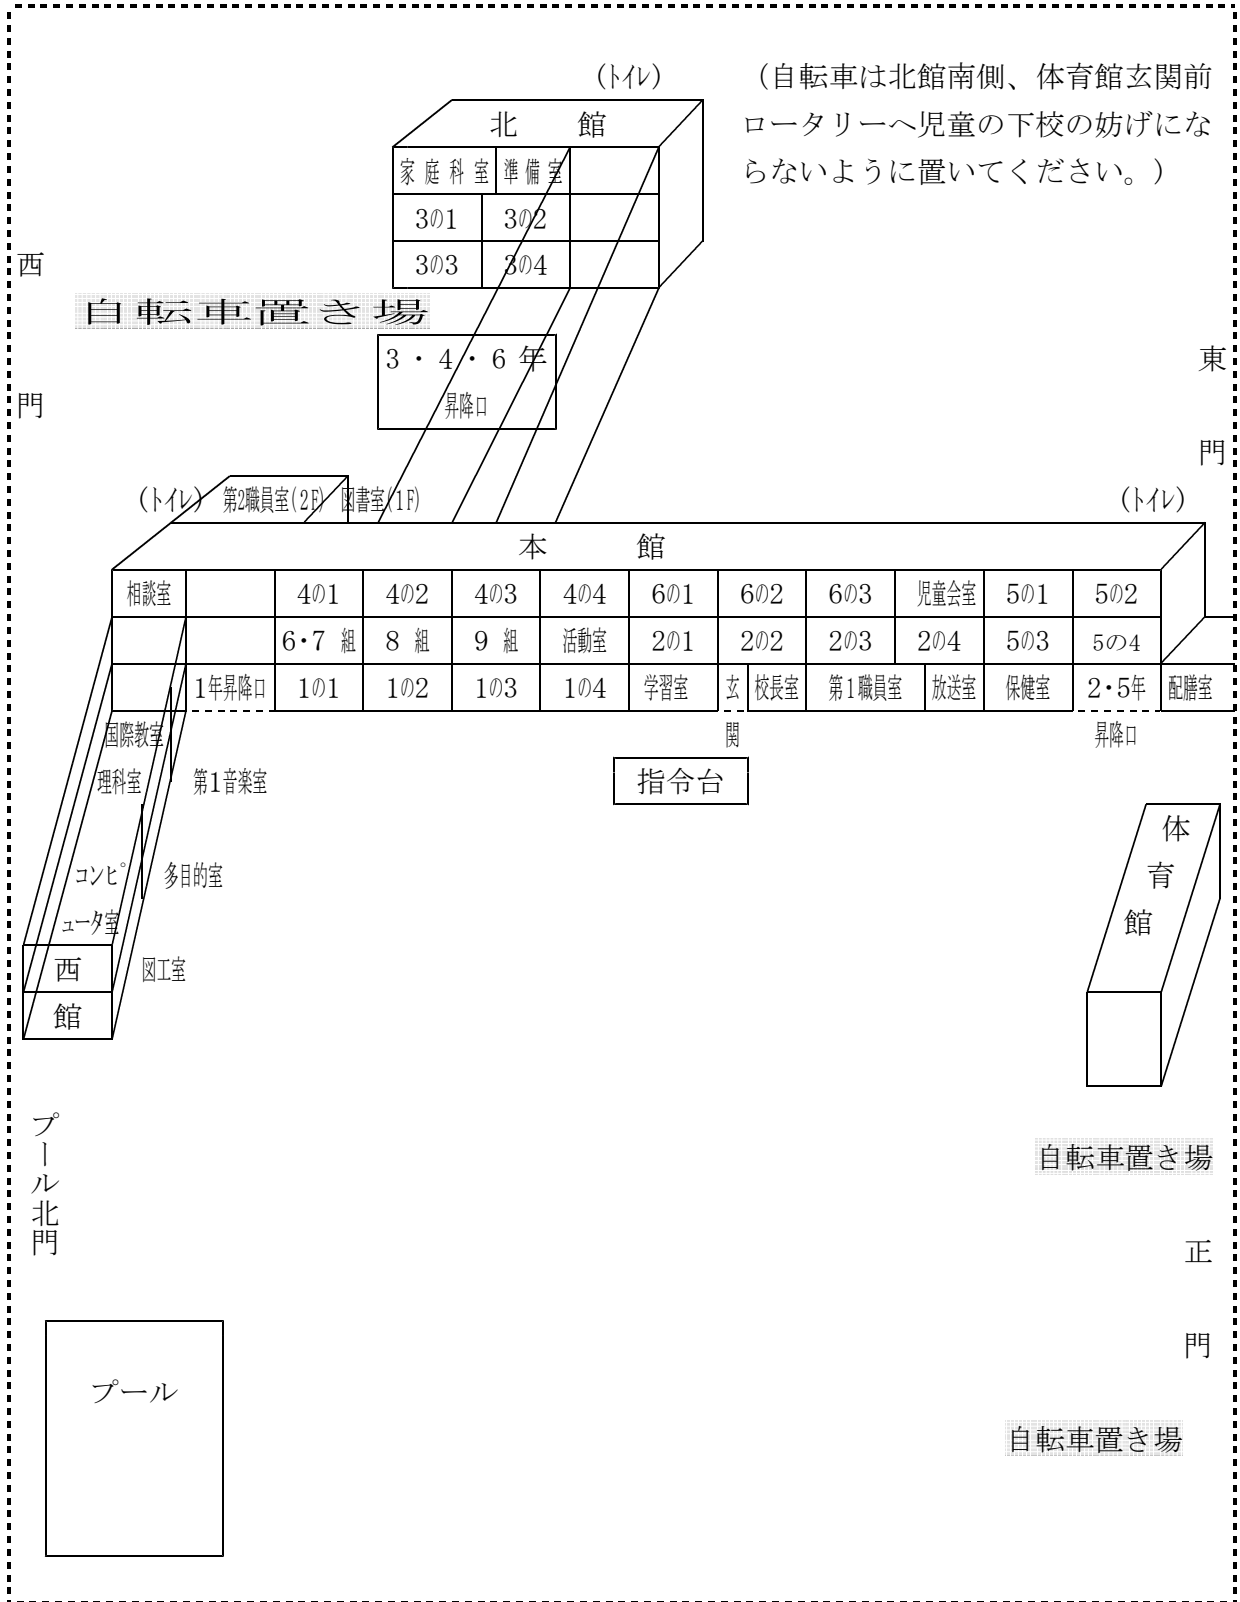 (ﾄｲﾚ)
（自転車は北館南側、体育館玄関前
ロータリーへ児童の下校の妨げにな
らないように置いてください。）
北 館
家庭科室 準備室
3の1 3の2
3の3 3の4
西門
自転車置き場
3・4・6年
昇降口
東門
(ﾄｲﾚ) 第2職員室(2F) 図書室(1F)
(ﾄｲﾚ)
本 館
相談室 4の1 4の2 4の3 4の4 6の1 6の2 6の3 児童会室 5の1 5の2
6・7組 8組 9組 活動室 2の1 2の2 2の3 2の4 5の3 5の4
1年昇降口 1の1 1の2 1の3 1の4 学習室 玄関 校長室 第1職員室 放送室 保健室 2・5年 配膳室
昇降口
国際教室
理科室 第1音楽室
指令台
コンピ 多目的室
ュータ室
図工室
西
館
体育館
プール北門
自転車置き場
正門
プール
自転車置き場